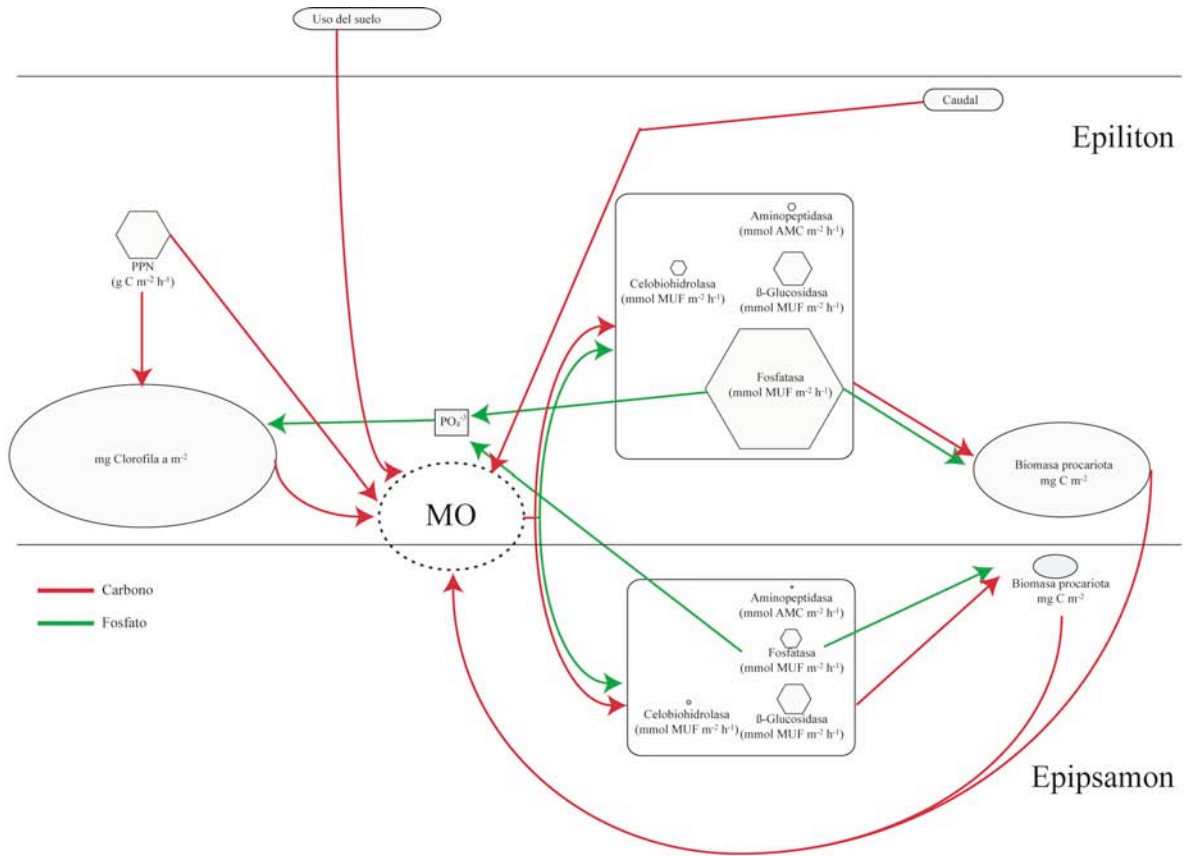 Uso del suelo
Caudal
Epiliton
Aminopeptidasa
(mmol AMC m⁻² h⁻¹)
Celobiohidrolasa
(mmol MUF m⁻² h⁻¹)
ß-Glucosidasa
(mmol MUF m⁻² h⁻¹)
PPN
(g C m⁻² h⁻¹)
Fosfatasa
(mmol MUF m⁻² h⁻¹)
PO₄⁻³
mg Clorofila a m⁻²
Biomasa procariota
mg C m⁻²
MO
Carbono
Fosfato
Aminopeptidasa
(mmol AMC m⁻² h⁻¹)
Biomasa procariota
mg C m⁻²
Fosfatasa
(mmol MUF m⁻² h⁻¹)
Celobiohidrolasa
(mmol MUF m⁻² h⁻¹)
ß-Glucosidasa
(mmol MUF m⁻² h⁻¹)
Epipsamon